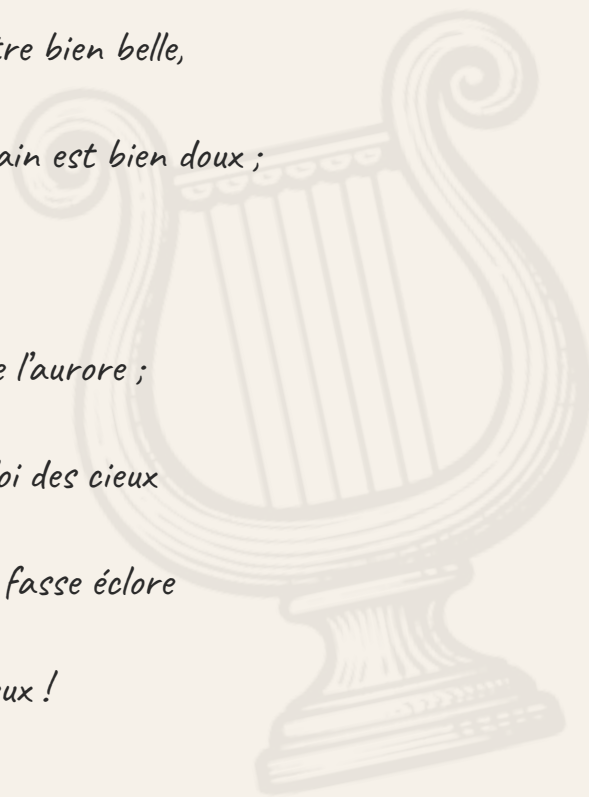 tre bien belle,
ain est bien doux ;
e l’aurore ;
oi des cieux
fasse éclore
ux !